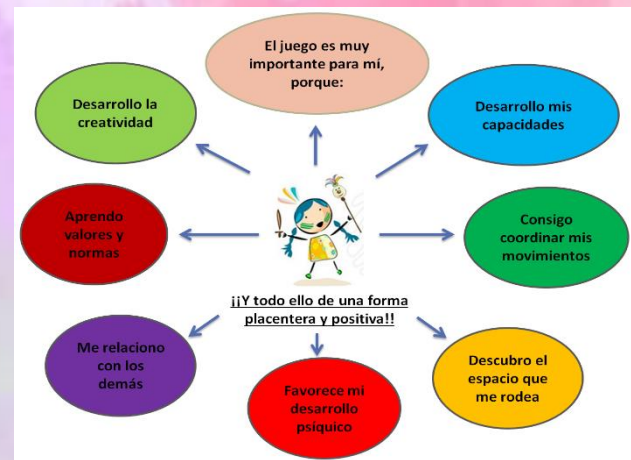 El juego es muy
importante para mí,
porque:
Desarrollo la
creatividad
Desarrollo mis
capacidades
Aprendo
valores y
normas
Consigo
coordinar mis
movimientos
¡¡Y todo ello de una forma
placentera y positiva!!
Me relaciono
con los
demás
Favorece mi
desarrollo
psíquico
Descubro el
espacio que
me rodea